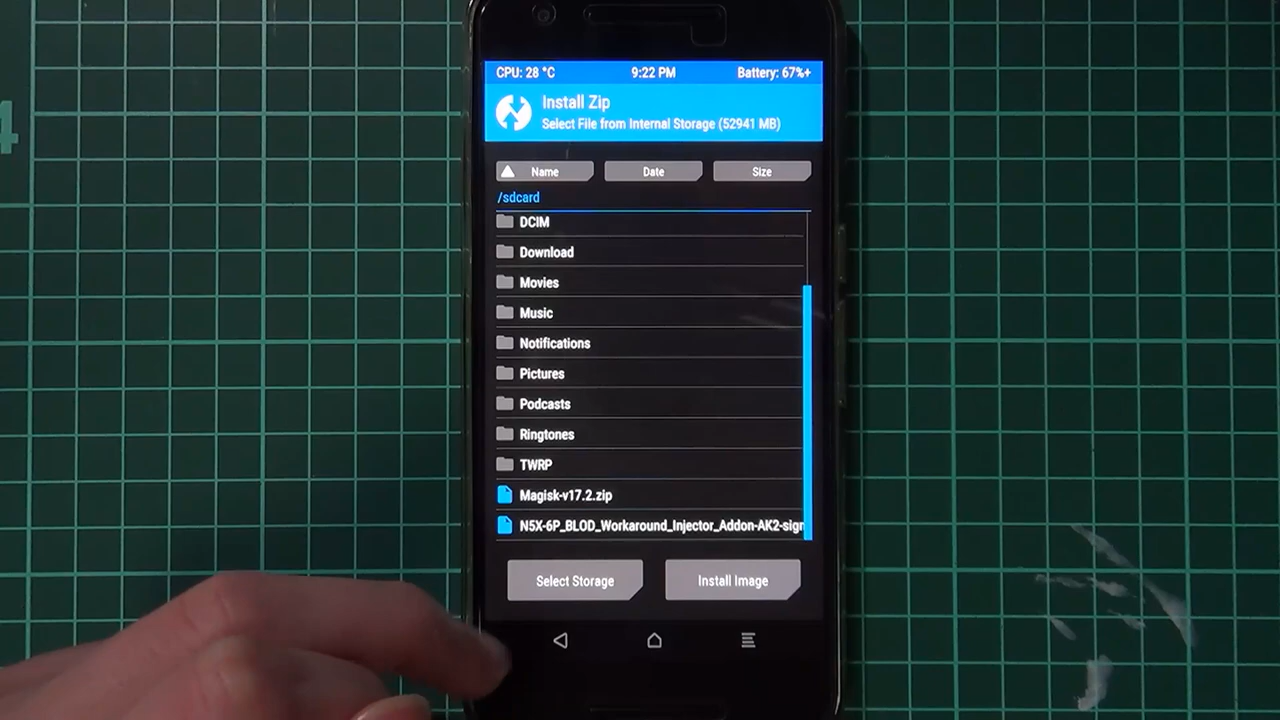 CPU: 28 °C 9:22 PM Battery: 67%+
Install Zip
Select File from Internal Storage (52941 MB)
Name Date Size
/sdcard
DCIM
Download
Movies
Music
Notifications
Pictures
Podcasts
Ringtones
TWRP
Magisk-v17.2.zip
N5X-6P_BLOD_Workaround_Injector_Addon-AK2-sign
Select Storage Install Image
4